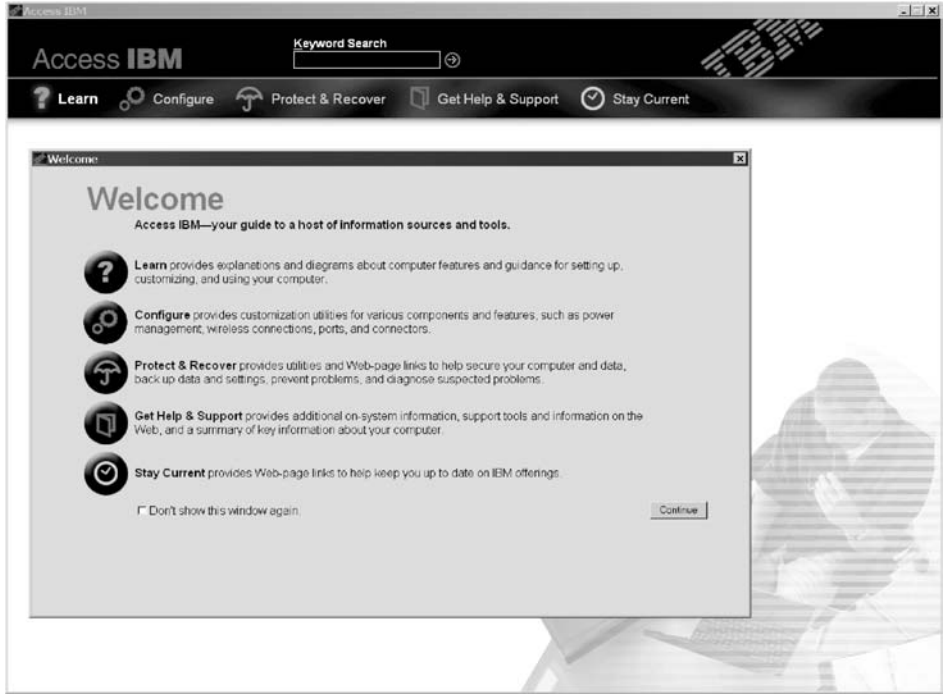 Access IBM
Keyword Search
Access IBM
IBM
? Learn Configure Protect & Recover Get Help & Support Stay Current
Welcome
Welcome
Access IBM—your guide to a host of information sources and tools.
Learn provides explanations and diagrams about computer features and guidance for setting up,
customizing, and using your computer.
Configure provides customization utilities for various components and features, such as power
management, wireless connections, ports, and connectors.
Protect & Recover provides utilities and Web-page links to help secure your computer and data,
back up data and settings, prevent problems, and diagnose suspected problems.
Get Help & Support provides additional on-system information, support tools and information on the
Web, and a summary of key information about your computer.
Stay Current provides Web-page links to help keep you up to date on IBM offerings.
Don't show this window again.
Continue